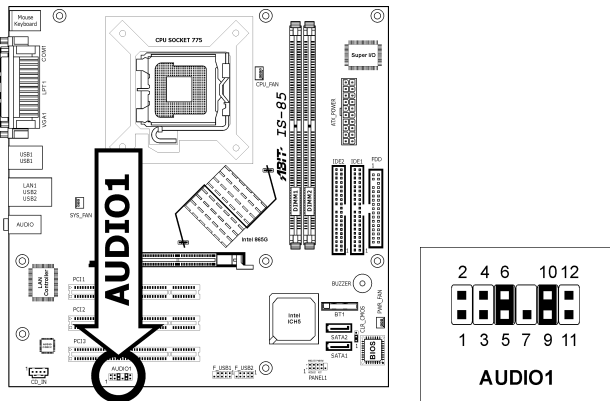 Mouse
Keyboard
CPU SOCKET 775
Super I/O
COM1
LPT1
VGA1
CPU_FAN
ABIT IS-85
ATX_POWER
USB1
USB1
LAN1
USB2
USB2
AUDIO
SYS_FAN
AUDIO1
IDE2 IDE1 FDD
DIMM1
DIMM2
Intel 865G
LAN
Controller
PCI1
PCI2
PCI3
BUZZER
BT1
PWR_FAN
CLR_CMOS
Intel
ICH5
SATA2
SATA1
BIOS
CD_IN
AUDIO1
F_USB1 F_USB2
PANEL1
2 4 6 10 12
1 3 5 7 9 11
AUDIO1